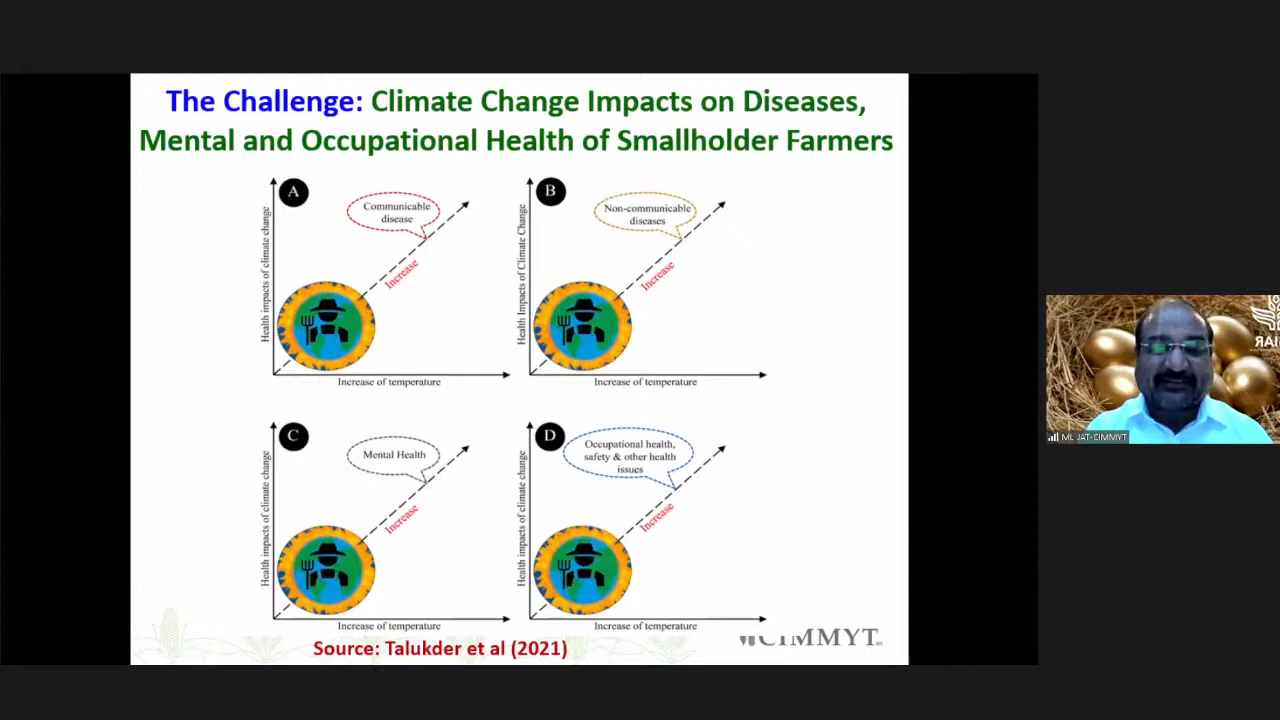 The Challenge: Climate Change Impacts on Diseases,
Mental and Occupational Health of Smallholder Farmers
A
Communicable
disease
Increase
Health impacts of climate change
Increase of temperature
B
Non-communicable
diseases
Increase
Health Impacts of Climate Change
Increase of temperature
C
Mental Health
Increase
Health impacts of climate change
Increase of temperature
D
Occupational health,
safety & other health
issues
Increase
Health impacts of climate change
Increase of temperature
Source: Talukder et al (2021)
CIMMYT
ML JAT-CIMMYT